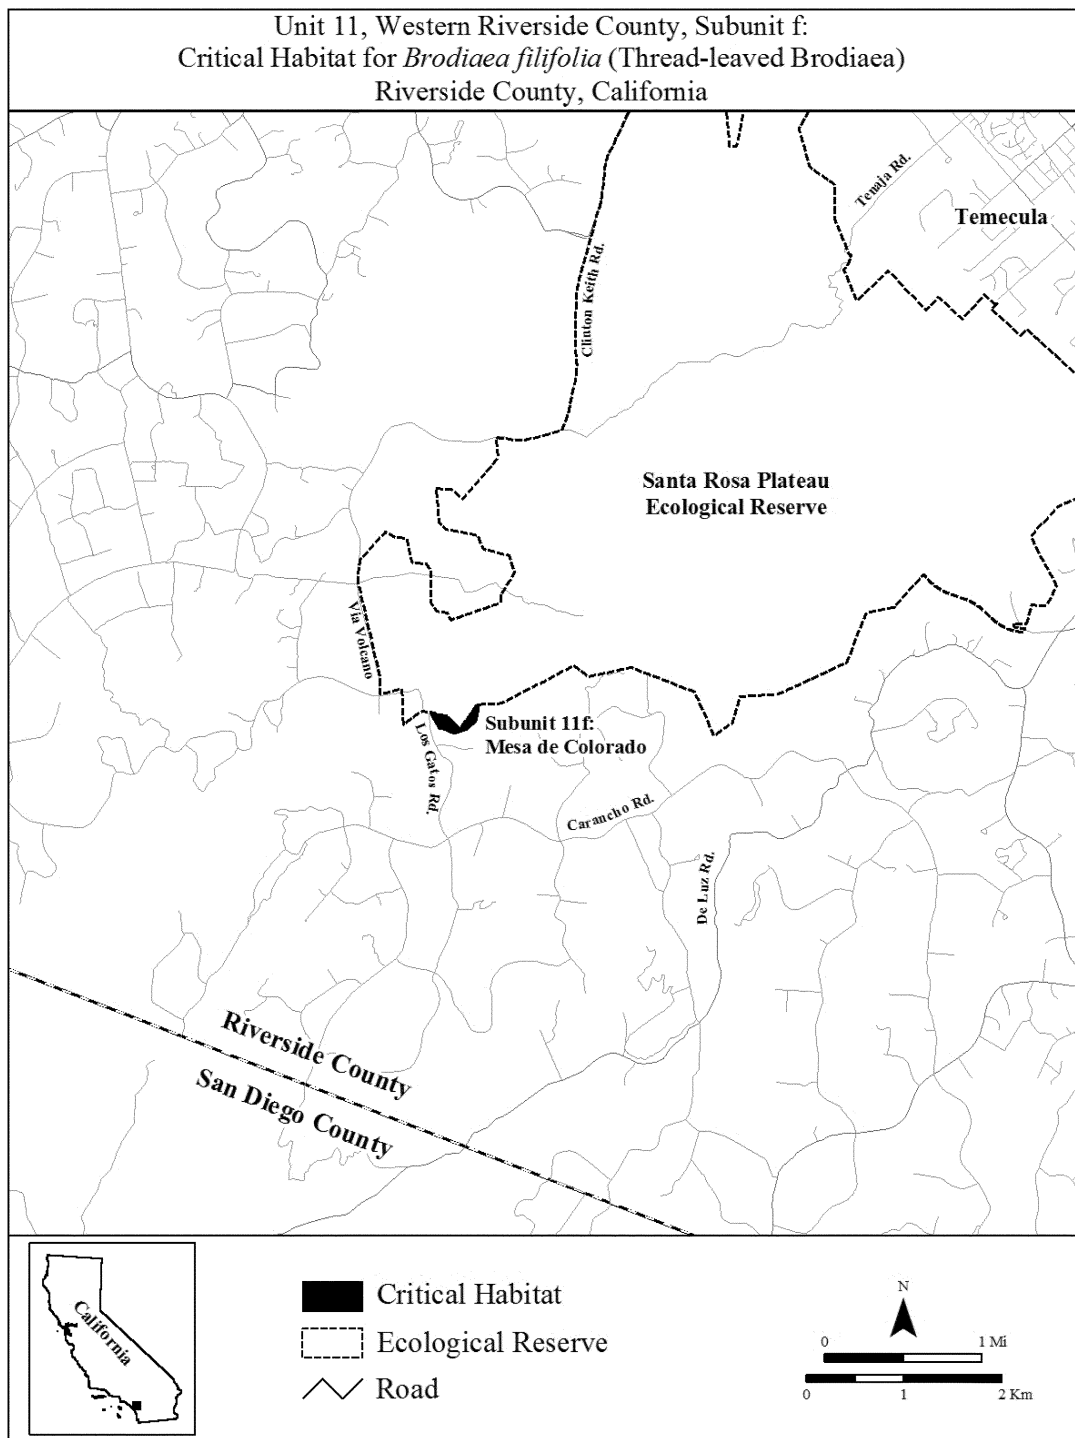 Unit 11, Western Riverside County, Subunit f:
Critical Habitat for Brodiaea filifolia (Thread-leaved Brodiaea)
Riverside County, California
Tenaja Rd.
Temecula
Clinton Keith Rd.
Santa Rosa Plateau
Ecological Reserve
Via Volcano
Subunit 11f:
Mesa de Colorado
Los Gatos Rd.
Carancho Rd.
De Luz Rd.
Riverside County
San Diego County
California
Critical Habitat
Ecological Reserve
Road
N
0 1 Mi
0 1 2 Km